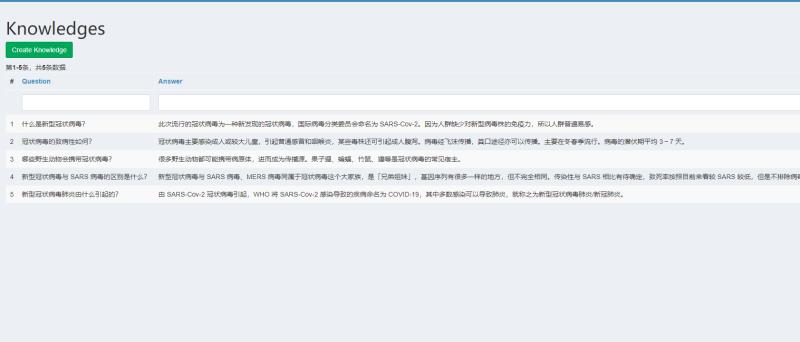 Knowledges
Create Knowledge
第1-5条，共5条数据.
# Question Answer
1 什么是新型冠状病毒? 此次流行的冠状病毒为一种新发现的冠状病毒，国际病毒分类委员会命名为 SARS-Cov-2。因为人群缺少对新型病毒株的免疫力，所以人群普遍易感。
2 冠状病毒的致病性如何? 冠状病毒主要感染成人或较大儿童，引起普通感冒和咽喉炎，某些毒株还可引起成人腹泻。病毒经飞沫传播，粪口途径亦可以传播。主要在冬春季流行。病毒的潜伏期平均 3 ~ 7 天。
3 哪些野生动物会携带冠状病毒? 很多野生动物都可能携带病原体，进而成为传播源。果子狸，蝙蝠，竹鼠，獾等是冠状病毒的常见宿主。
4 新型冠状病毒与 SARS 病毒的区别是什么? 新型冠状病毒与 SARS 病毒、MERS 病毒同属于冠状病毒这个大家族，是「兄弟姐妹」，基因序列有很多一样的地方，但不完全相同。传染性与 SARS 相比有待确定，致死率按照目前来看较 SARS 较低，但是不排除病
5 新型冠状病毒肺炎由什么引起的? 由 SARS-Cov-2 冠状病毒引起，WHO 将 SARS-Cov-2 感染导致的疾病命名为 COVID-19，其中多数感染可以导致肺炎，就称之为新型冠状病毒肺炎/新冠肺炎。